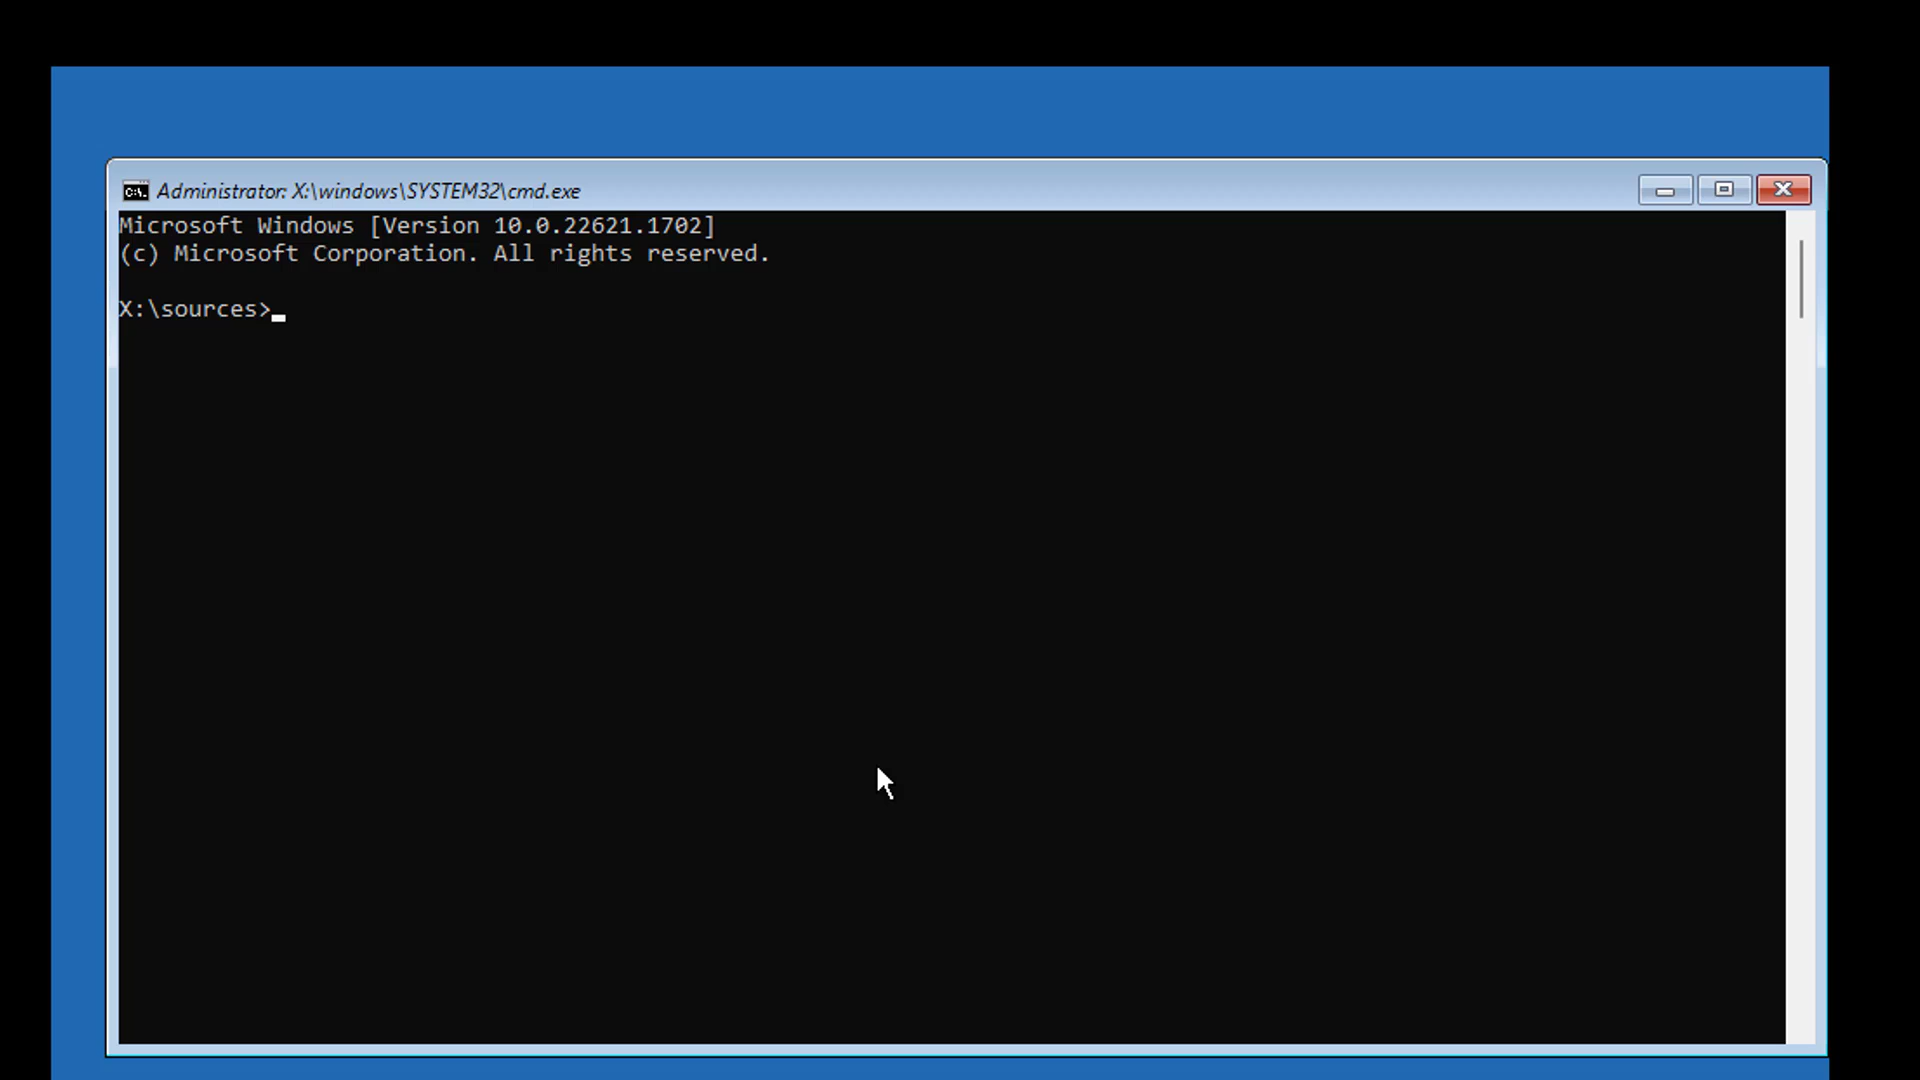 Administrator: X:\windows\SYSTEM32\cmd.exe
Microsoft Windows [Version 10.0.22621.1702]
(c) Microsoft Corporation. All rights reserved.
X:\sources>